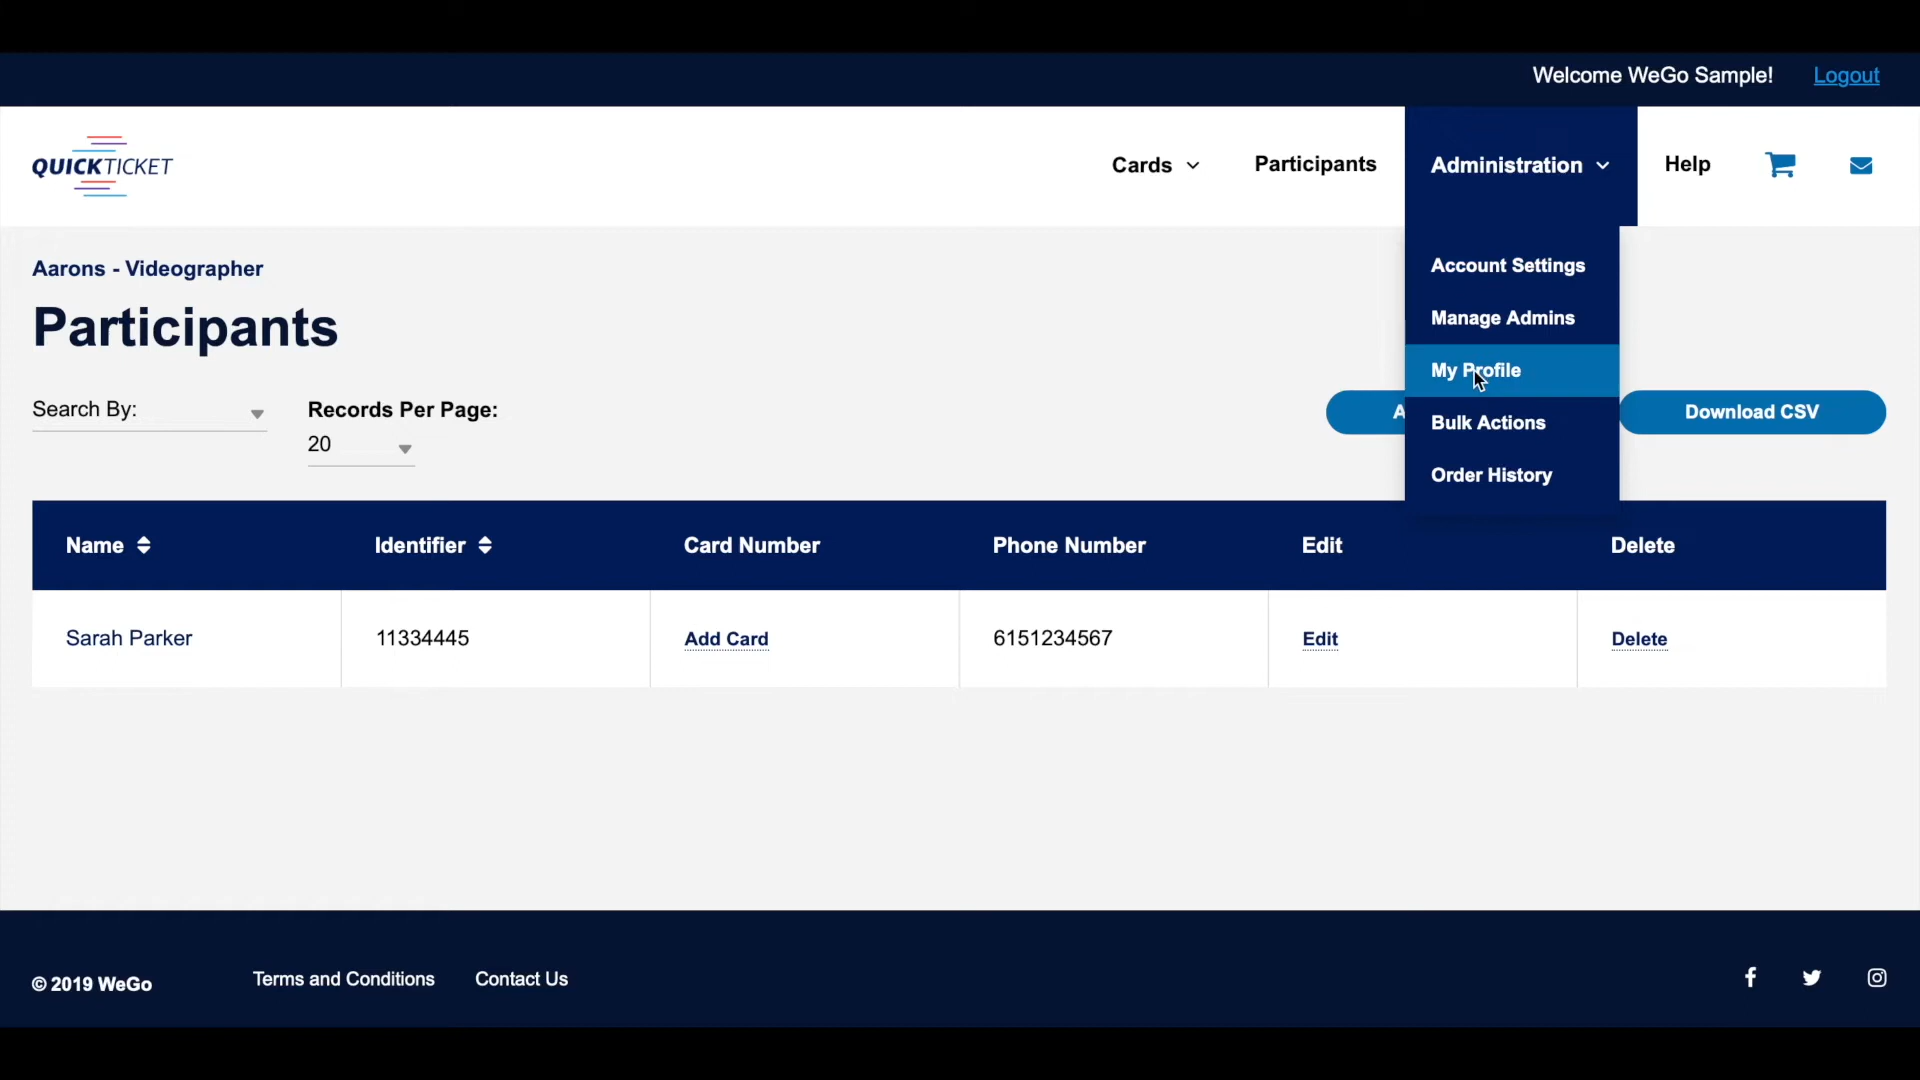 Welcome WeGo Sample! Logout
QUICKTICKET
Cards Participants Administration Help
Account Settings
Manage Admins
My Profile
Bulk Actions
Order History
Aarons - Videographer
Participants
Search By:
Records Per Page:
20
Download CSV
Name Identifier Card Number Phone Number Edit Delete
Sarah Parker 11334445 Add Card 6151234567 Edit Delete
© 2019 WeGo Terms and Conditions Contact Us